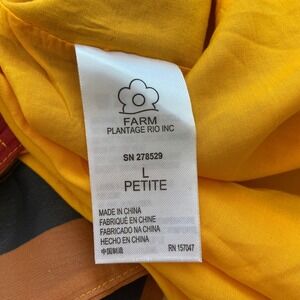 FARM
PLANTAGE RIO INC
SN 278529
L
PETITE
MADE IN CHINA
FABRIQUÉ EN CHINE
FABRICADO NA CHINA
HECHO EN CHINA
中国制造
RN 157047